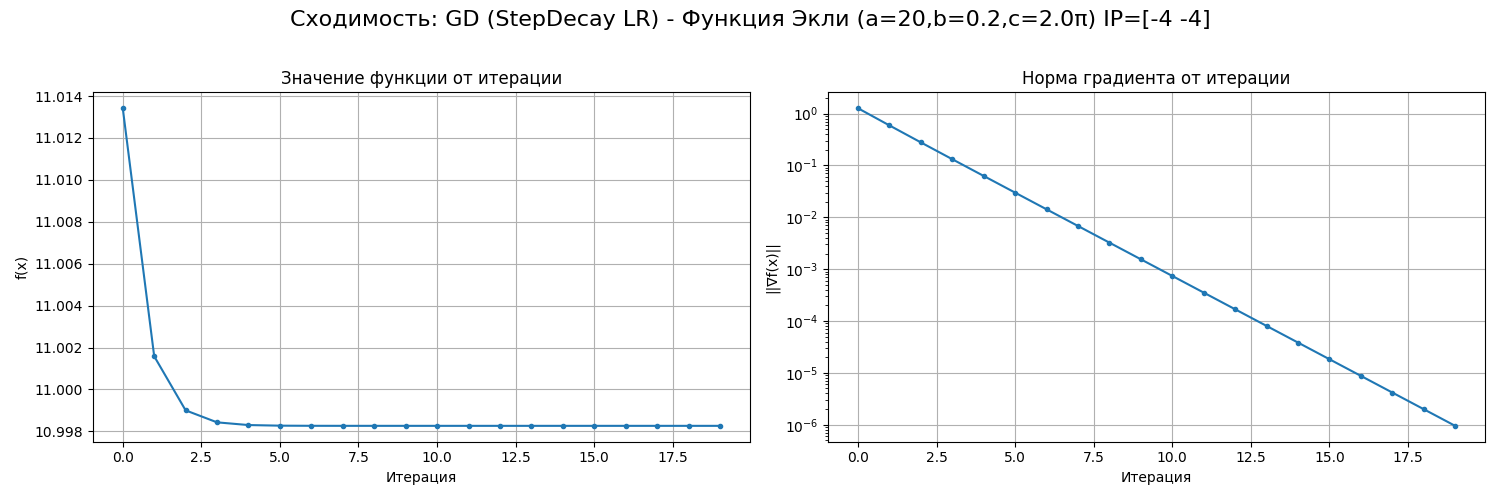 Сходимость: GD (StepDecay LR) - Функция Экли (a=20,b=0.2,c=2.0π) IP=[-4 -4]
Значение функции от итерации
11.014
11.012
11.010
11.008
11.006
11.004
11.002
11.000
10.998
f(x)
0.0 2.5 5.0 7.5 10.0 12.5 15.0 17.5
Итерация
Норма градиента от итерации
10⁰
10⁻¹
10⁻²
10⁻³
10⁻⁴
10⁻⁵
10⁻⁶
||∇f(x)||
0.0 2.5 5.0 7.5 10.0 12.5 15.0 17.5
Итерация